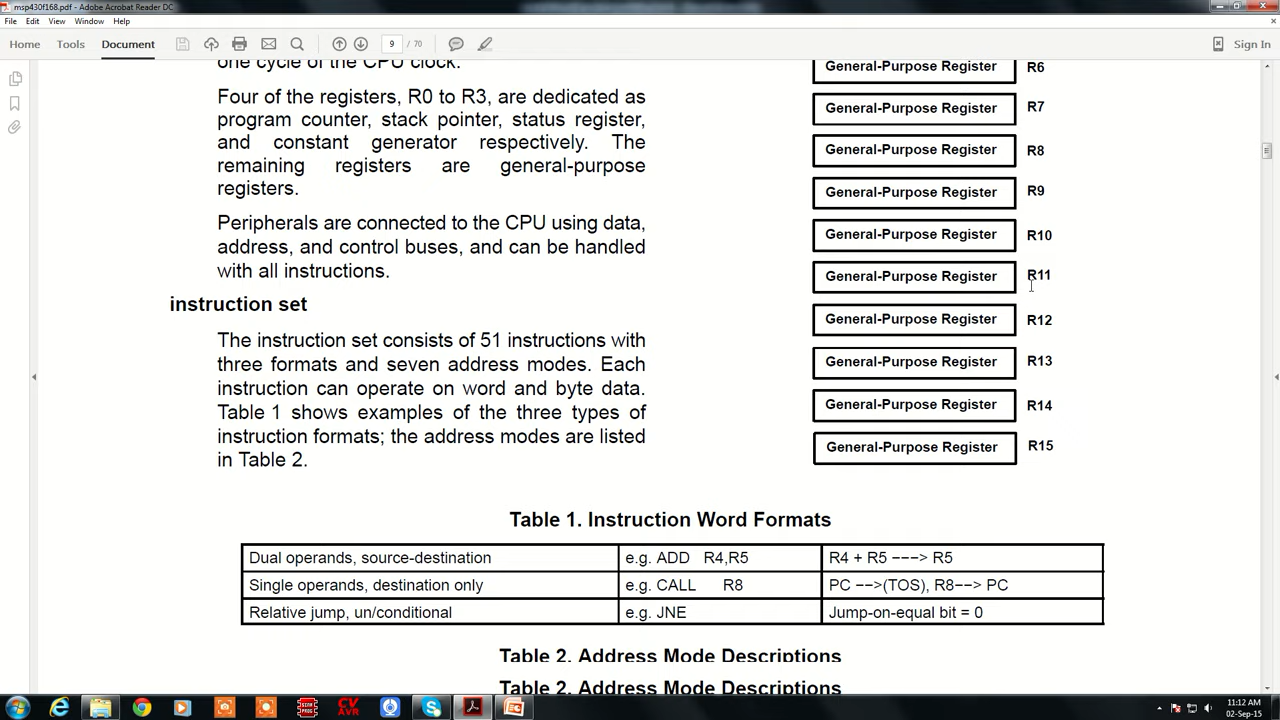 msp430f168.pdf - Adobe Acrobat Reader DC
File Edit View Window Help
Home Tools Document 9 / 70 Sign In
one cycle of the CPU clock.
Four of the registers, R0 to R3, are dedicated as
program counter, stack pointer, status register,
and constant generator respectively. The
remaining registers are general-purpose
registers.
Peripherals are connected to the CPU using data,
address, and control buses, and can be handled
with all instructions.
instruction set
The instruction set consists of 51 instructions with
three formats and seven address modes. Each
instruction can operate on word and byte data.
Table 1 shows examples of the three types of
instruction formats; the address modes are listed
in Table 2.
General-Purpose Register R6
General-Purpose Register R7
General-Purpose Register R8
General-Purpose Register R9
General-Purpose Register R10
General-Purpose Register R11
General-Purpose Register R12
General-Purpose Register R13
General-Purpose Register R14
General-Purpose Register R15
Table 1. Instruction Word Formats
Dual operands, source-destination e.g. ADD R4,R5 R4 + R5 −−−> R5
Single operands, destination only e.g. CALL R8 PC −−>(TOS), R8−−> PC
Relative jump, un/conditional e.g. JNE Jump-on-equal bit = 0
Table 2. Address Mode Descriptions
Table 2. Address Mode Descriptions
CV
AVR
11:12 AM
02-Sep-15